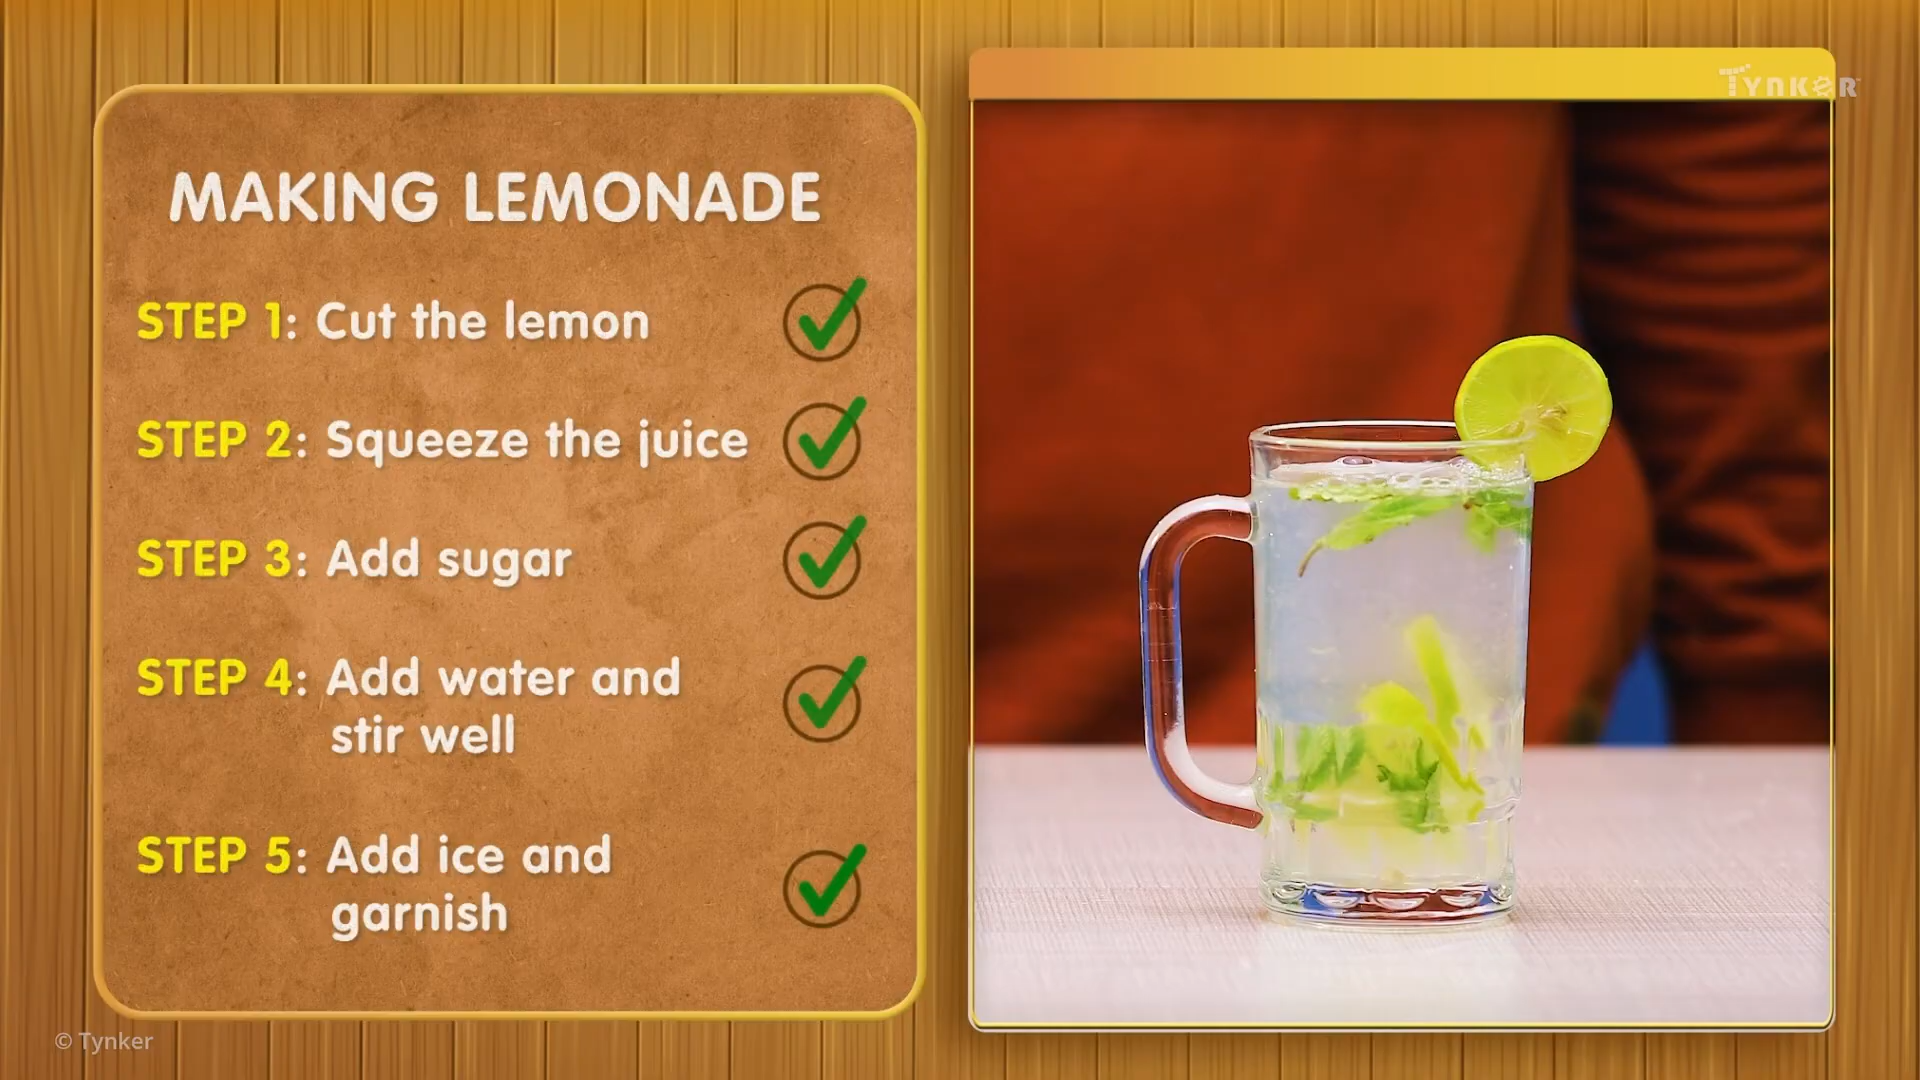 MAKING LEMONADE
STEP 1: Cut the lemon
STEP 2: Squeeze the juice
STEP 3: Add sugar
STEP 4: Add water and
stir well
STEP 5: Add ice and
garnish
TYNKER
© Tynker